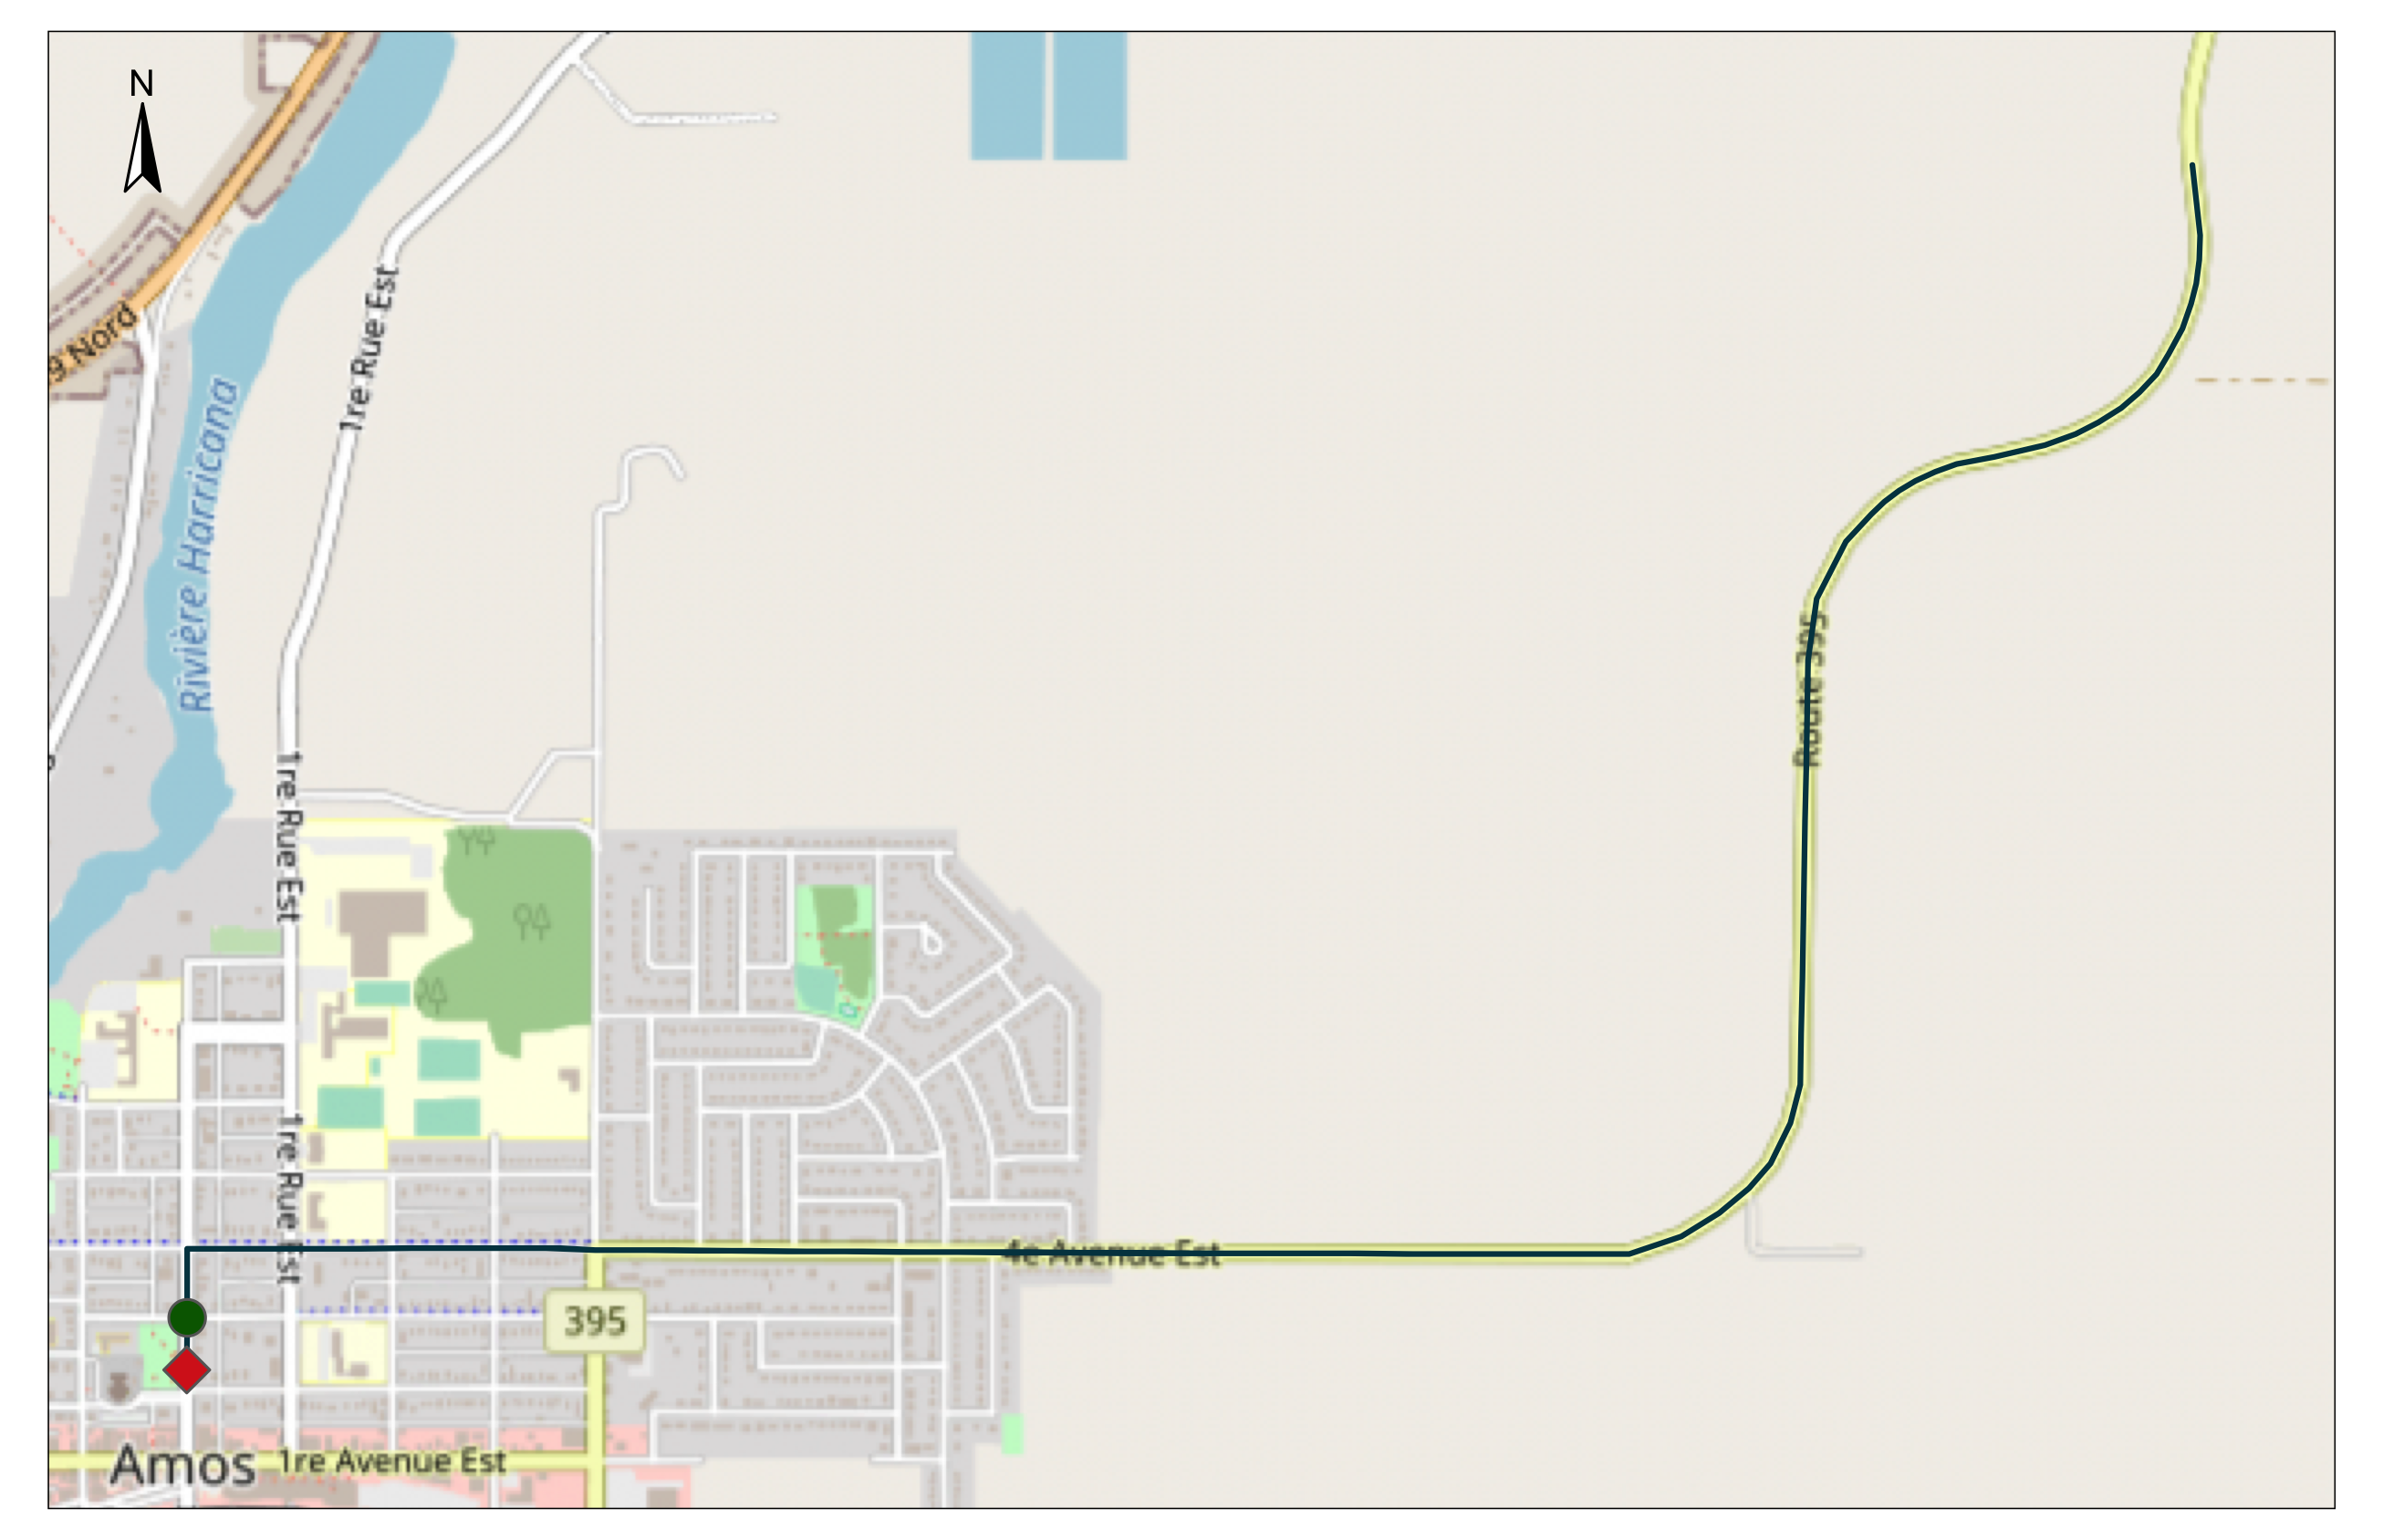 N
9 Nord
1re Rue Est
Rivière Harricana
Route 395
1re Rue Est
1re Rue Est
4e Avenue Est
395
Amos
1re Avenue Est